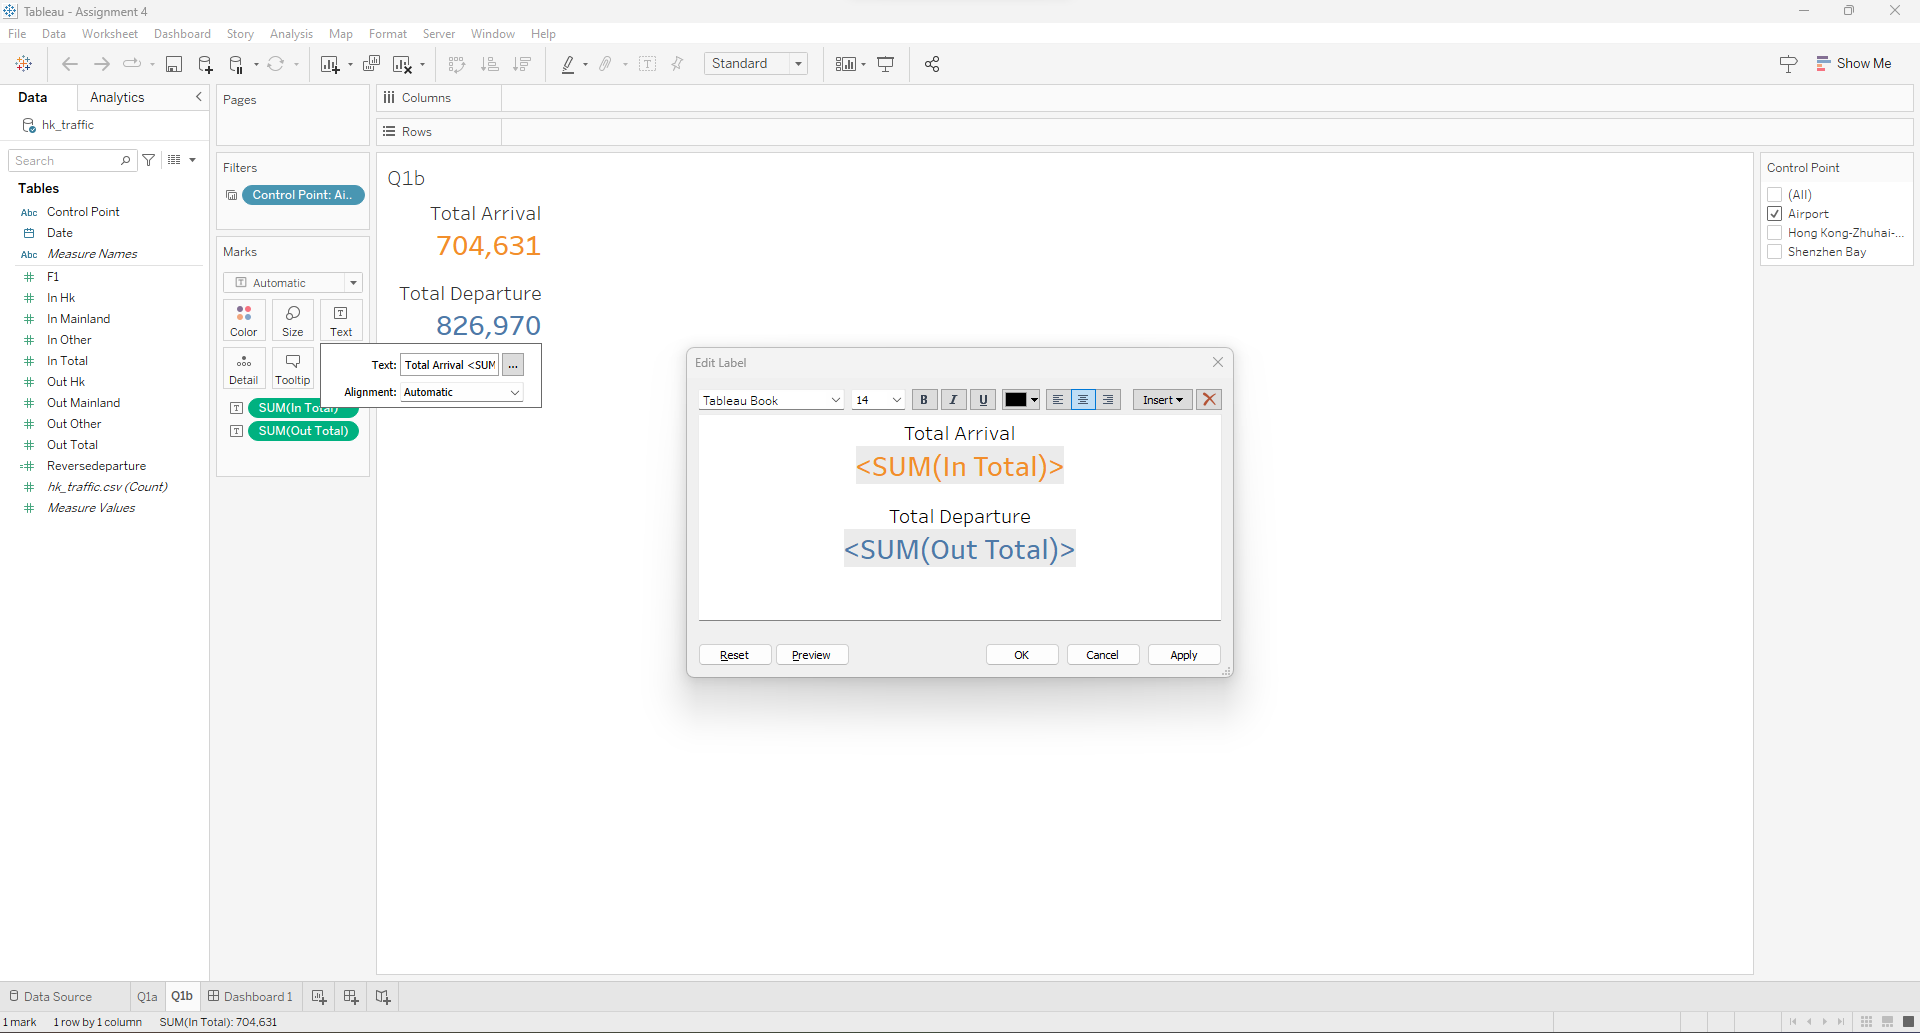 Tableau - Assignment 4
File Data Worksheet Dashboard Story Analysis Map Format Server Window Help
Standard
Show Me
Data Analytics
hk_traffic
Search
Tables
Abc Control Point
Date
Abc Measure Names
F1
In Hk
In Mainland
In Other
In Total
Out Hk
Out Mainland
Out Other
Out Total
Reversedeparture
hk_traffic.csv (Count)
Measure Values
Pages
Filters
Control Point: Ai..
Marks
Automatic
Color Size Text
Detail Tooltip
Text: Total Arrival <SUM ...
Alignment: Automatic
SUM(In Total)
SUM(Out Total)
Columns
Rows
Q1b
Total Arrival
704,631
Total Departure
826,970
Edit Label
Tableau Book 14 B I U Insert
Total Arrival
<SUM(In Total)>
Total Departure
<SUM(Out Total)>
Reset Preview OK Cancel Apply
Control Point
(All)
Airport
Hong Kong-Zhuhai-...
Shenzhen Bay
Data Source Q1a Q1b Dashboard 1
1 mark 1 row by 1 column SUM(In Total): 704,631